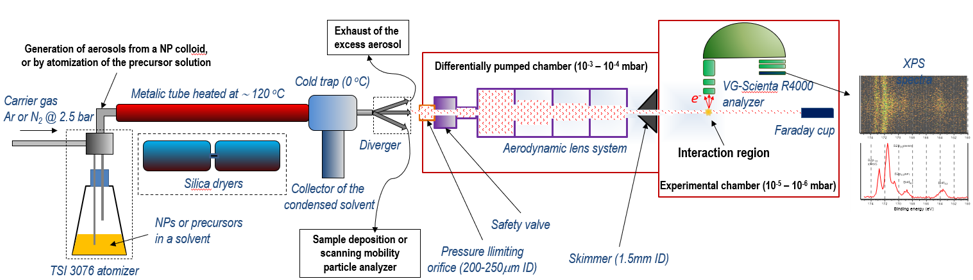 Generation of aerosols from a NP colloid,
or by atomization of the precursor solution
Carrier gas
Ar or N2 @ 2.5 bar
Metalic tube heated at ~ 120 ºC
Silica dryers
NPs or precursors
in a solvent
TSI 3076 atomizer
Cold trap (0 ºC)
Collector of the
condensed solvent
Exhaust of the
excess aerosol
Diverger
Sample deposition or
scanning mobility
particle analyzer
Differentially pumped chamber (10-3 – 10-4 mbar)
Aerodynamic lens system
Safety valve
Pressure llimiting
orifice (200-250μm ID)
Skimmer (1.5mm ID)
e-
VG-Scienta R4000
analyzer
Faraday cup
Interaction region
Experimental chamber (10-5 – 10-6 mbar)
XPS
spectra
Binding energy (eV)